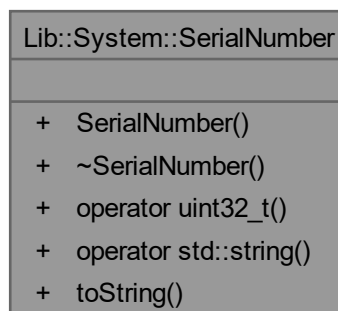 Lib::System::SerialNumber
+ SerialNumber()
+ ~SerialNumber()
+ operator uint32_t()
+ operator std::string()
+ toString()